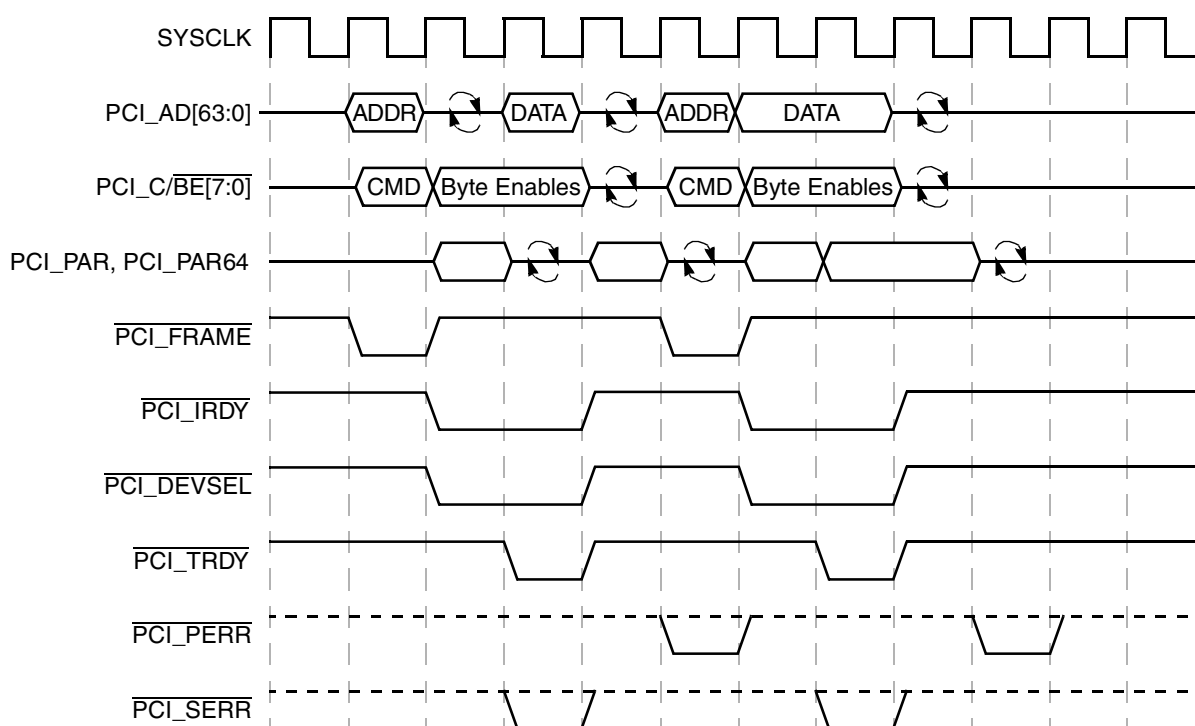 SYSCLK
PCI_AD[63:0] ADDR DATA ADDR DATA
PCI_C/BE[7:0] CMD Byte Enables CMD Byte Enables
PCI_PAR, PCI_PAR64
PCI_FRAME
PCI_IRDY
PCI_DEVSEL
PCI_TRDY
PCI_PERR
PCI_SERR